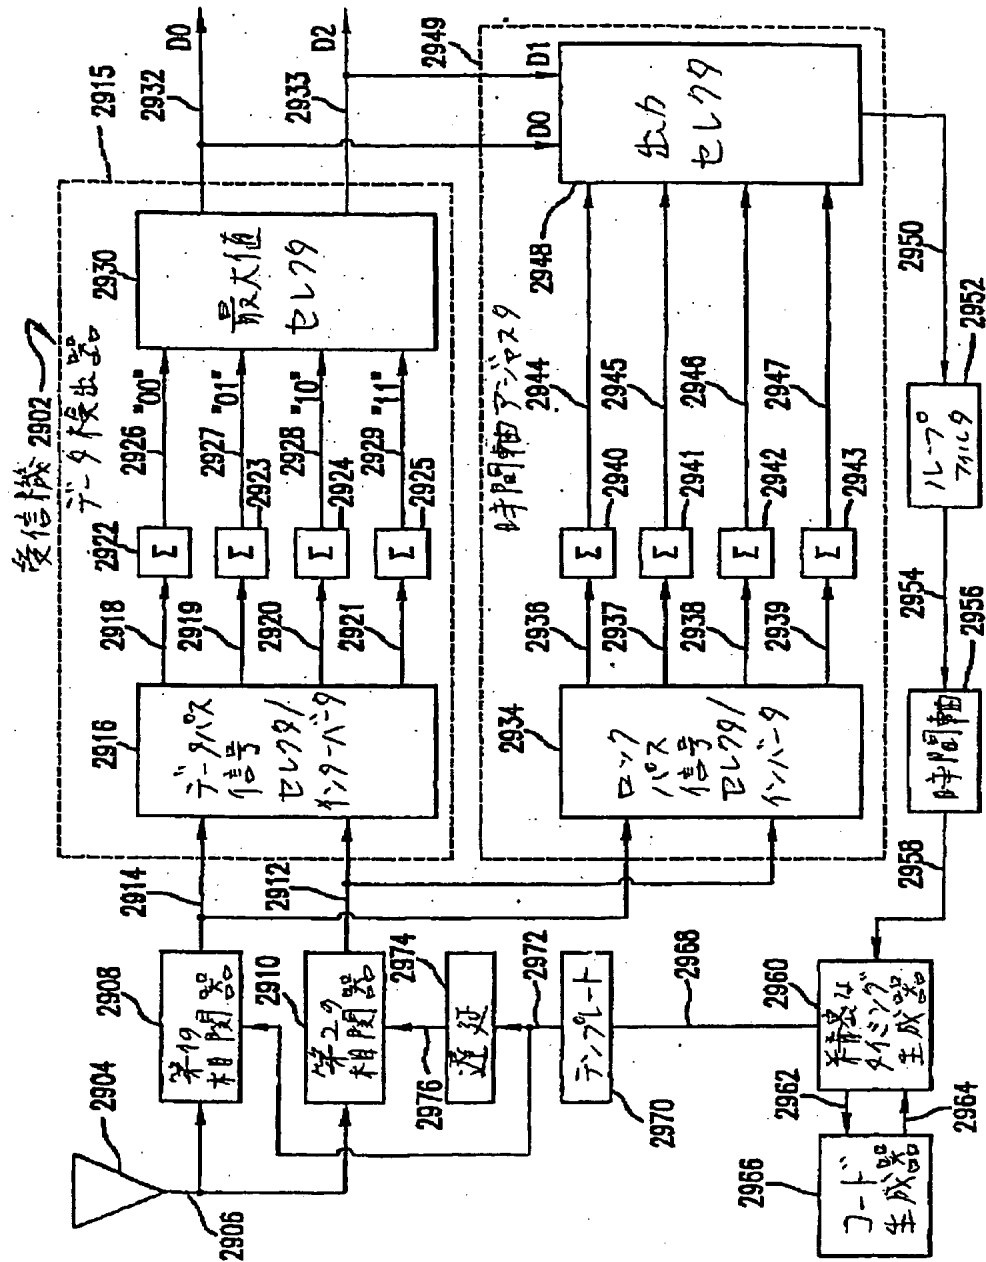 受信機 2902
データ検出器
2915
2904
2906
2908
第1の
相関器
2910
第2の
相関器
2914
2912
2916
データパス
信号
セレクタ/
インターバータ
2918
2919
2920
2921
2922
Σ
2923
Σ
2924
Σ
2925
Σ
2926
"00"
2927
"01"
2928
"10"
2929
"11"
2930
最大値
セレクタ
2932
D0
2933
D2
2949
時間軸アジャスタ
2934
ロック
パス
信号
セレクタ/
インバータ
2936
2937
2938
2939
Σ
2940
Σ
2941
Σ
2942
Σ
2943
2944
2945
2946
2947
2948
D0
D1
出力
セレクタ
2950
2952
ループ
フィルタ
2954
2956
時間軸
2958
2960
精密な
タイミング
生成器
2962
2964
2966
コード
生成器
2968
2970
テンプレート
2972
2974
遅延
2976